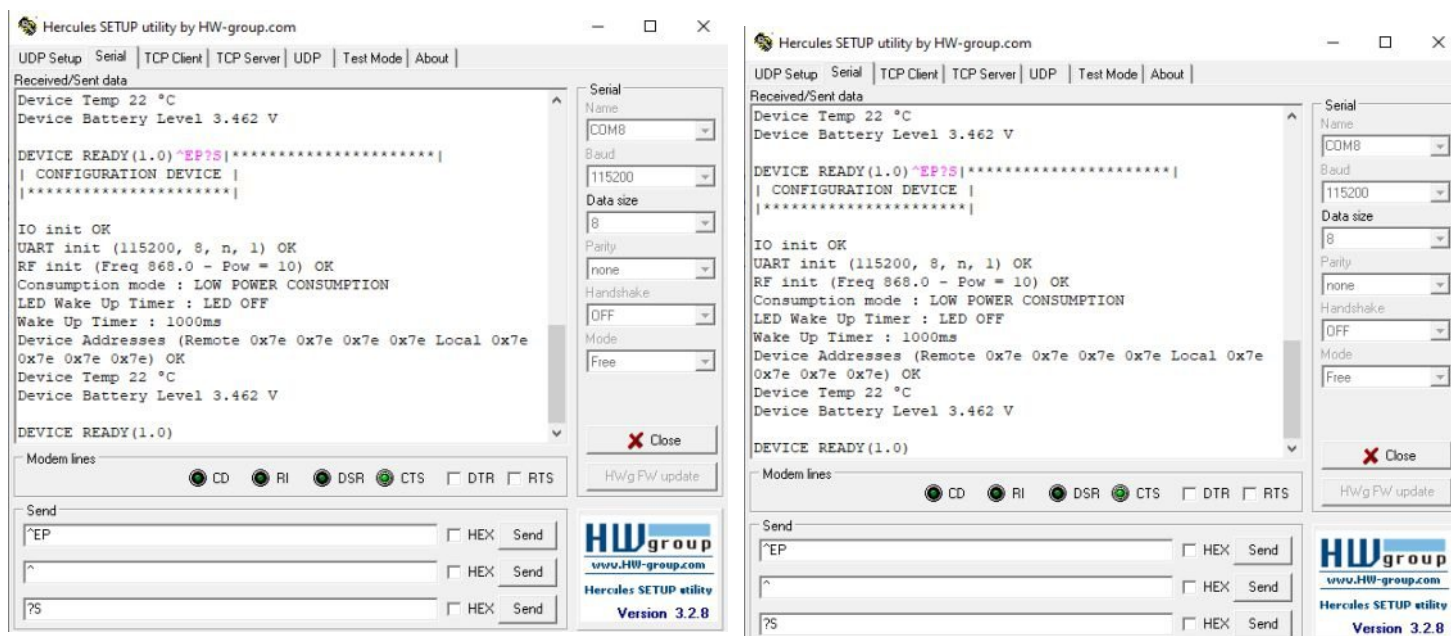 Hercules SETUP utility by HW-group.com
UDP Setup Serial TCP Client TCP Server UDP Test Mode About
Received/Sent data
Device Temp 22 °C
Device Battery Level 3.462 V
DEVICE READY(1.0)^EP?S|**********************|
| CONFIGURATION DEVICE |
|**********************|
IO init OK
UART init (115200, 8, n, 1) OK
RF init (Freq 868.0 - Pow = 10) OK
Consumption mode : LOW POWER CONSUMPTION
LED Wake Up Timer : LED OFF
Wake Up Timer : 1000ms
Device Addresses (Remote 0x7e 0x7e 0x7e 0x7e Local 0x7e
0x7e 0x7e 0x7e) OK
Device Temp 22 °C
Device Battery Level 3.462 V
DEVICE READY(1.0)
Serial
Name
COM8
Baud
115200
Data size
8
Parity
none
Handshake
OFF
Mode
Free
Close
HWg FW update
Modem lines
CD RI DSR CTS DTR RTS
Send
^EP HEX Send
^ HEX Send
?S HEX Send
HW group
www.HW-group.com
Hercules SETUP utility
Version 3.2.8
Hercules SETUP utility by HW-group.com
UDP Setup Serial TCP Client TCP Server UDP Test Mode About
Received/Sent data
Device Temp 22 °C
Device Battery Level 3.462 V
DEVICE READY(1.0)^EP?S|**********************|
| CONFIGURATION DEVICE |
|**********************|
IO init OK
UART init (115200, 8, n, 1) OK
RF init (Freq 868.0 - Pow = 10) OK
Consumption mode : LOW POWER CONSUMPTION
LED Wake Up Timer : LED OFF
Wake Up Timer : 1000ms
Device Addresses (Remote 0x7e 0x7e 0x7e 0x7e Local 0x7e
0x7e 0x7e 0x7e) OK
Device Temp 22 °C
Device Battery Level 3.462 V
DEVICE READY(1.0)
Serial
Name
COM8
Baud
115200
Data size
8
Parity
none
Handshake
OFF
Mode
Free
Close
HWg FW update
Modem lines
CD RI DSR CTS DTR RTS
Send
^EP HEX Send
^ HEX Send
?S HEX Send
HW group
www.HW-group.com
Hercules SETUP utility
Version 3.2.8